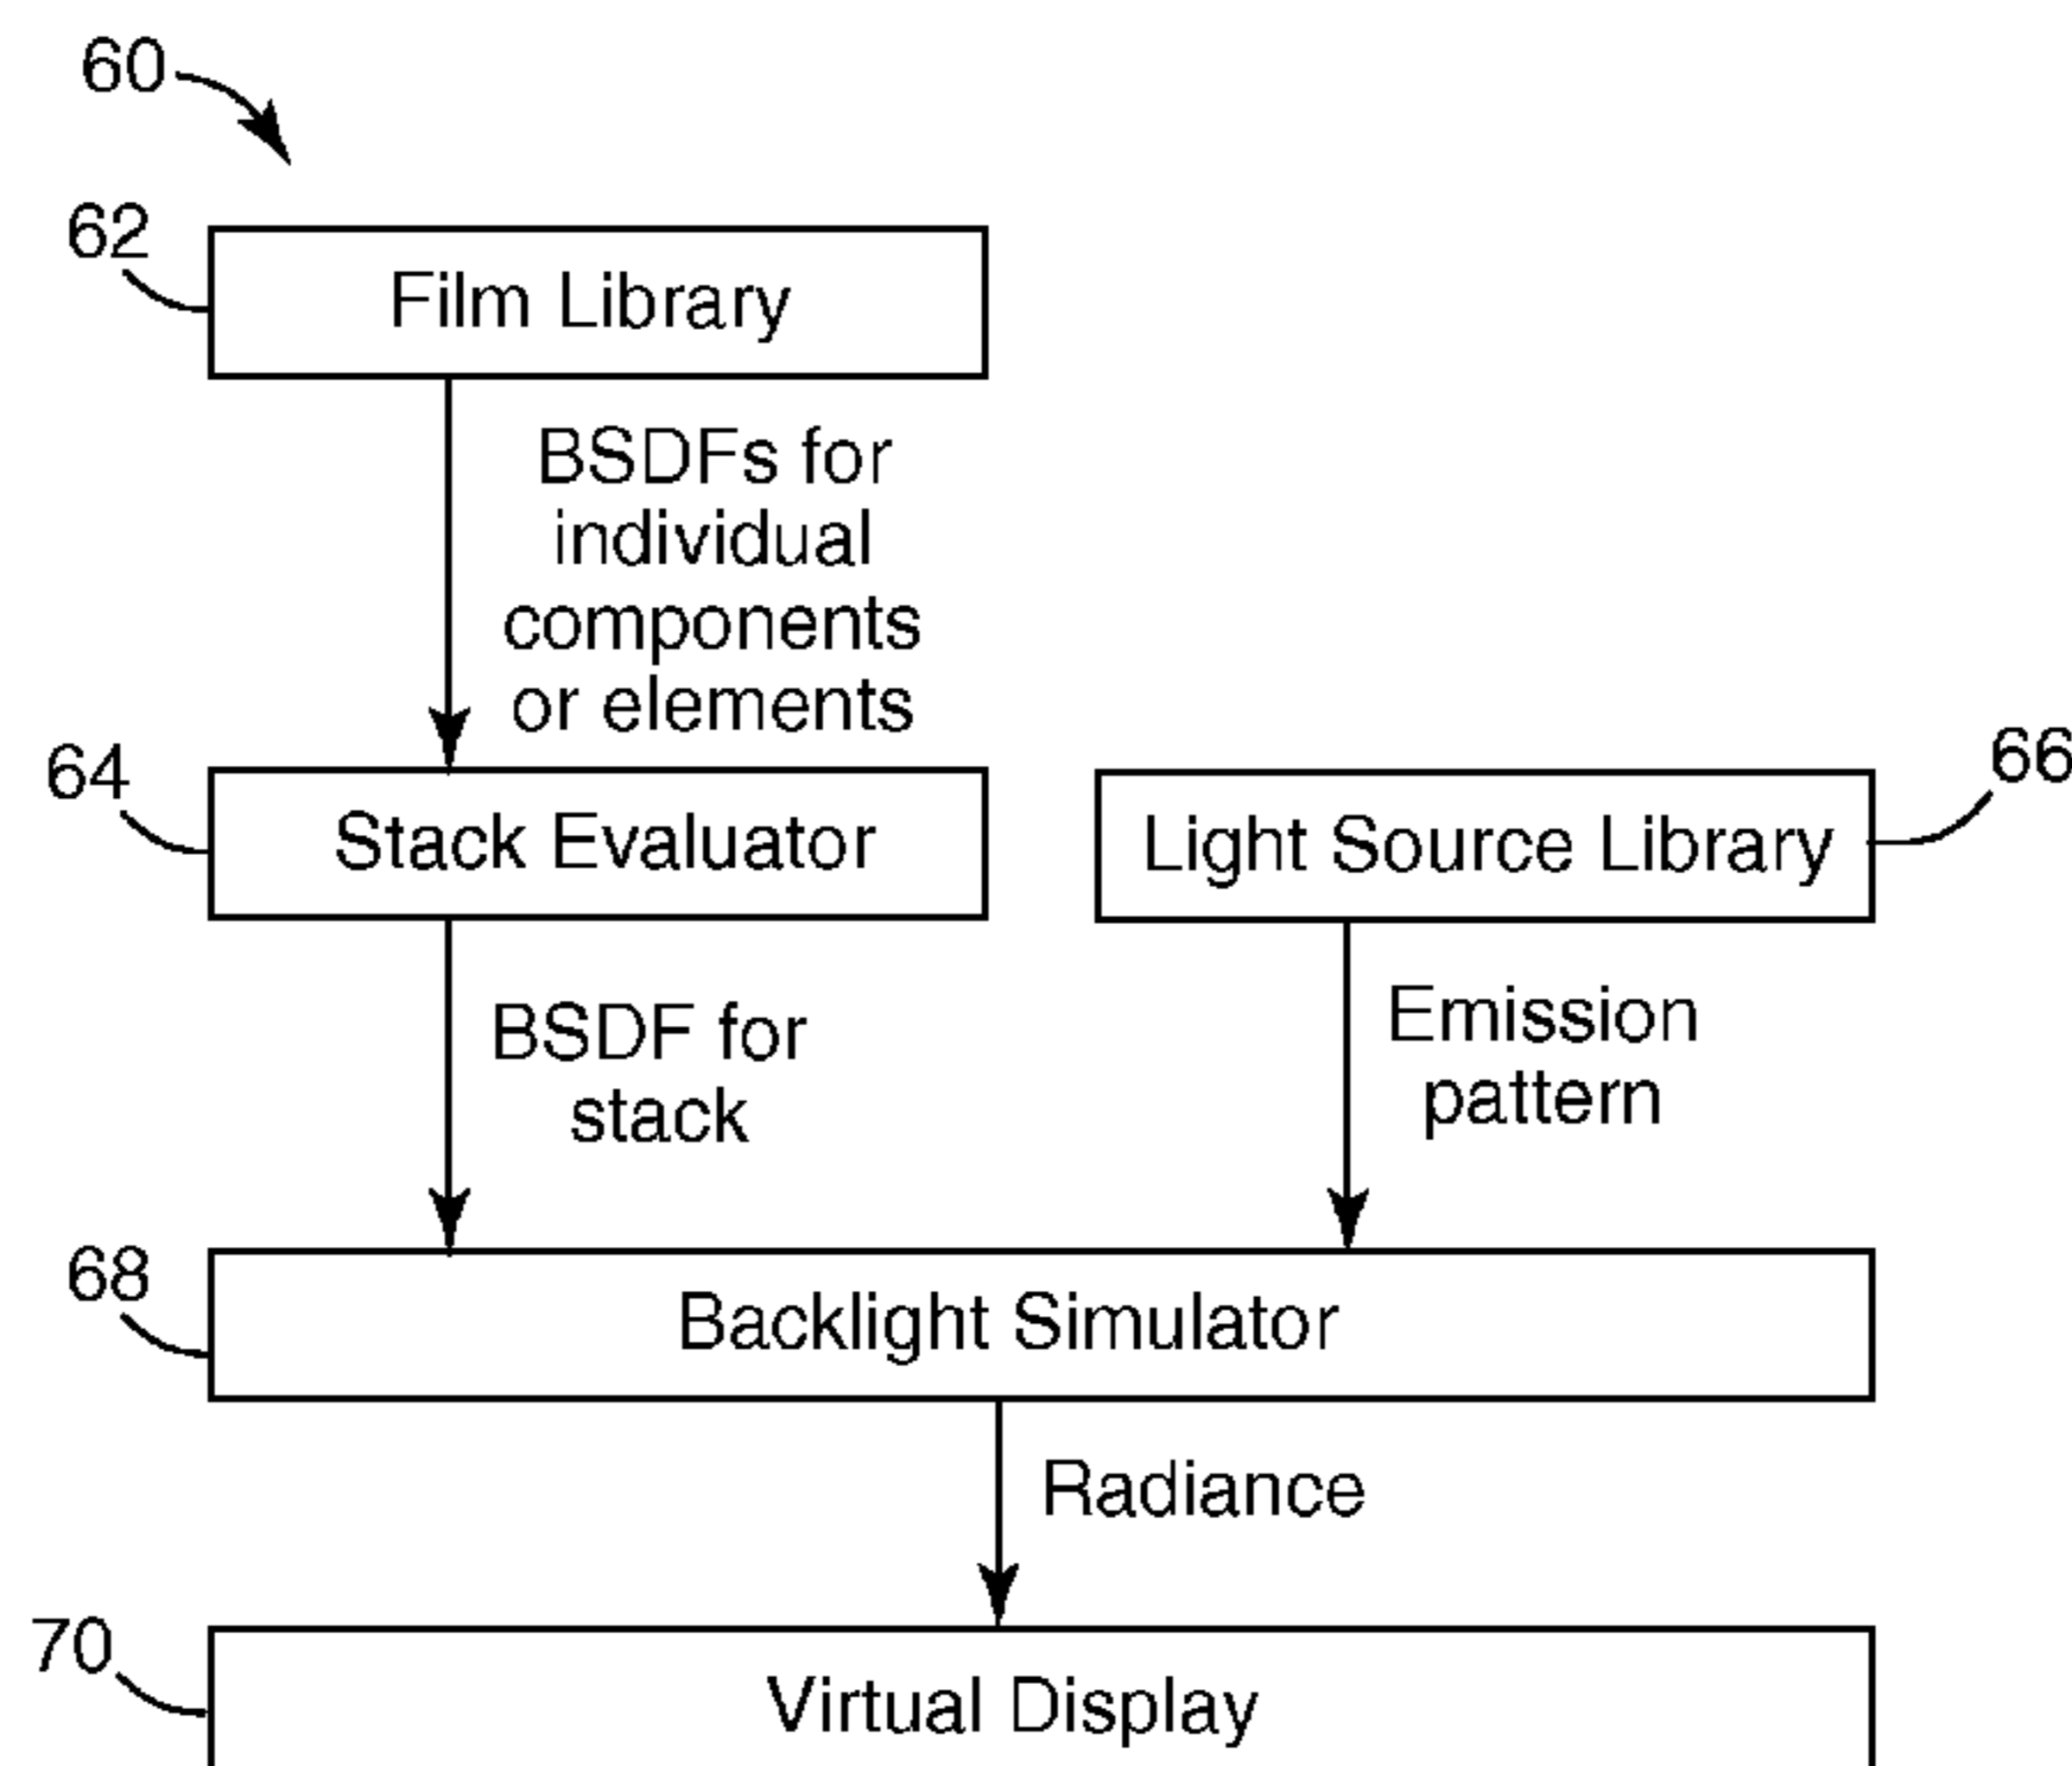 60
62
Film Library
BSDFs for
individual
components
or elements
64
Stack Evaluator
66
Light Source Library
BSDF for
stack
Emission
pattern
68
Backlight Simulator
Radiance
70
Virtual Display